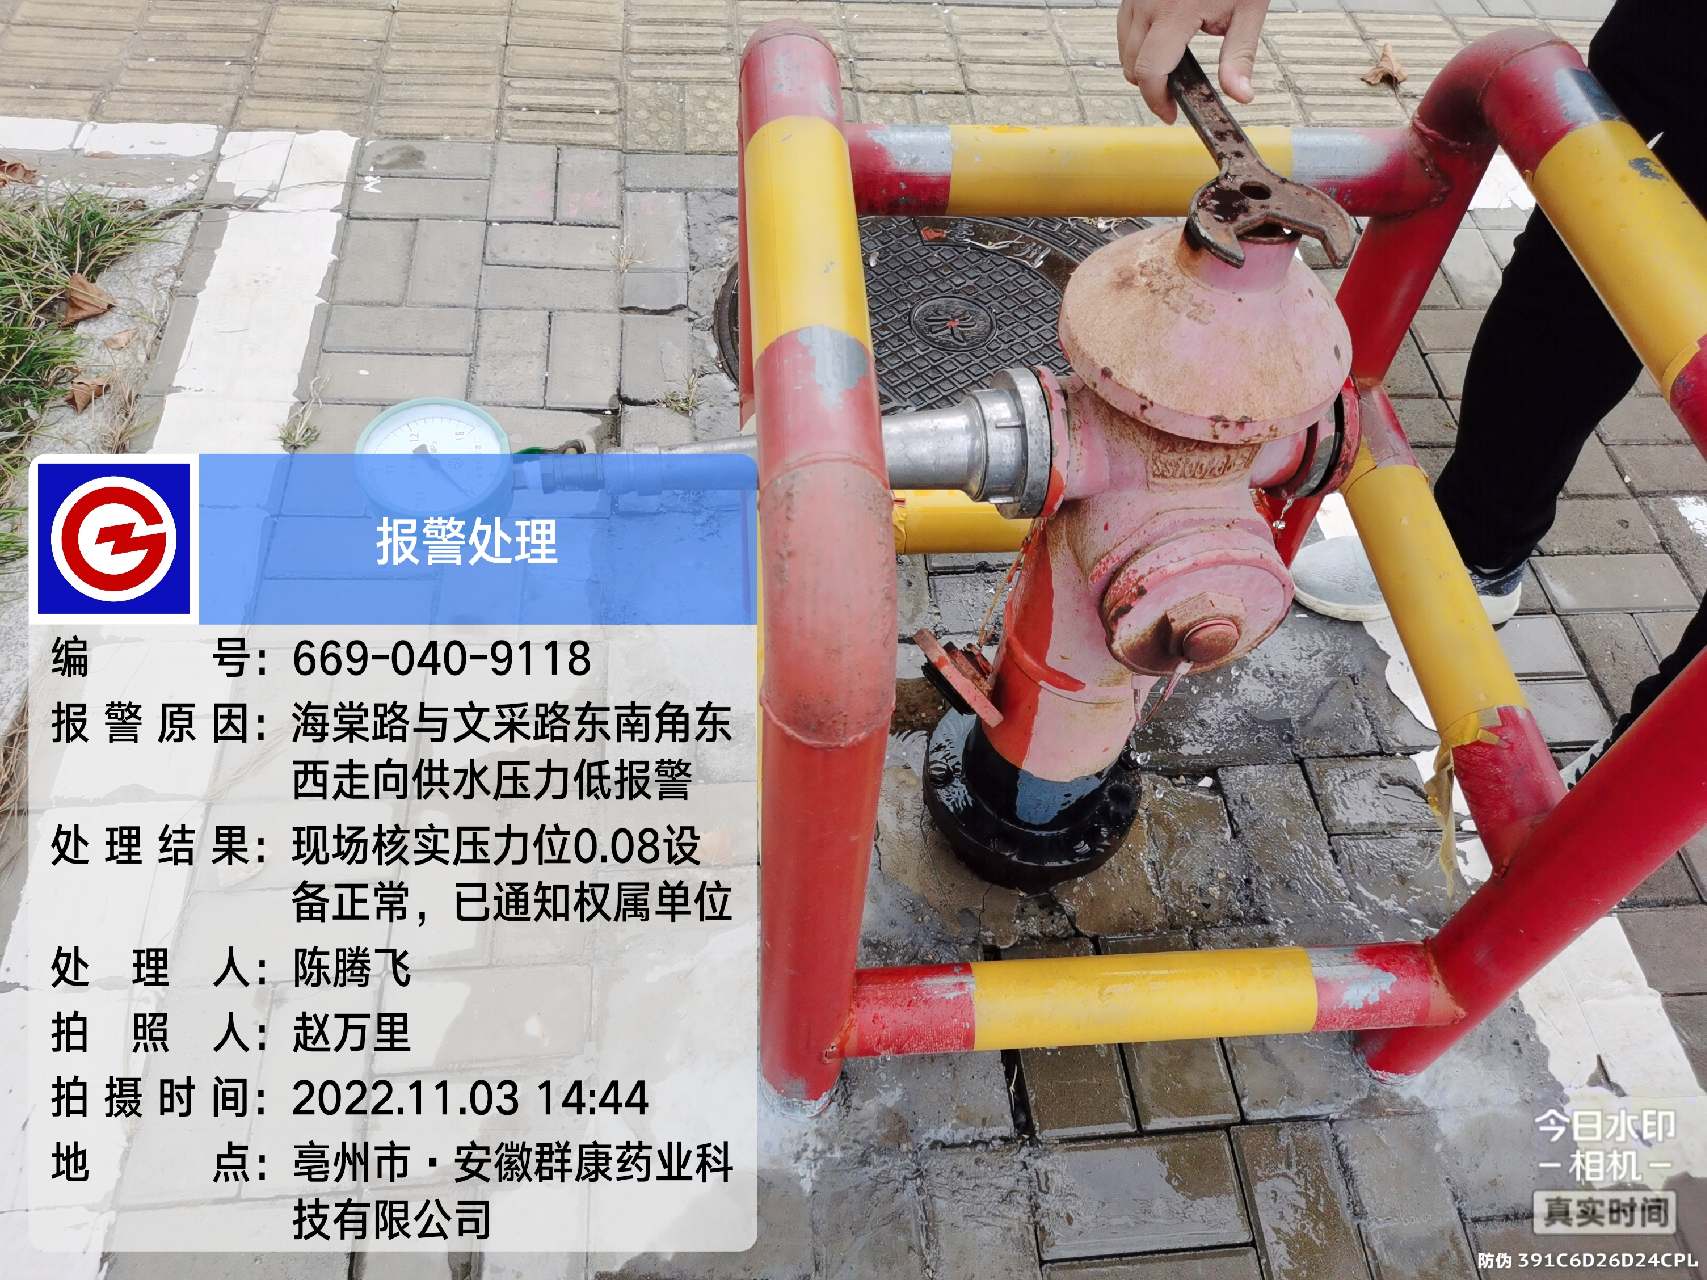 报警处理
编号：669-040-9118
报警原因：海棠路与文采路东南角东
西走向供水压力低报警
处理结果：现场核实压力位0.08设
备正常，已通知权属单位
处理人：陈腾飞
拍照人：赵万里
拍摄时间：2022.11.03 14:44
地点：亳州市·安徽群康药业科
技有限公司
今日水印
相机
真实时间
防伪 391C6D26D24CPL